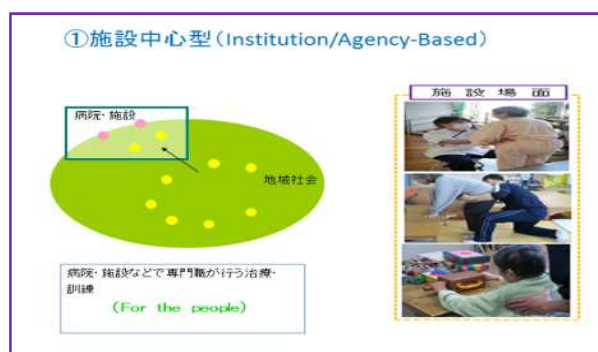 ①施設中心型(Institution/Agency-Based)
病院・施設
地域社会
病院・施設などで専門職が行う治療・
訓練
(For the people)
施設場面